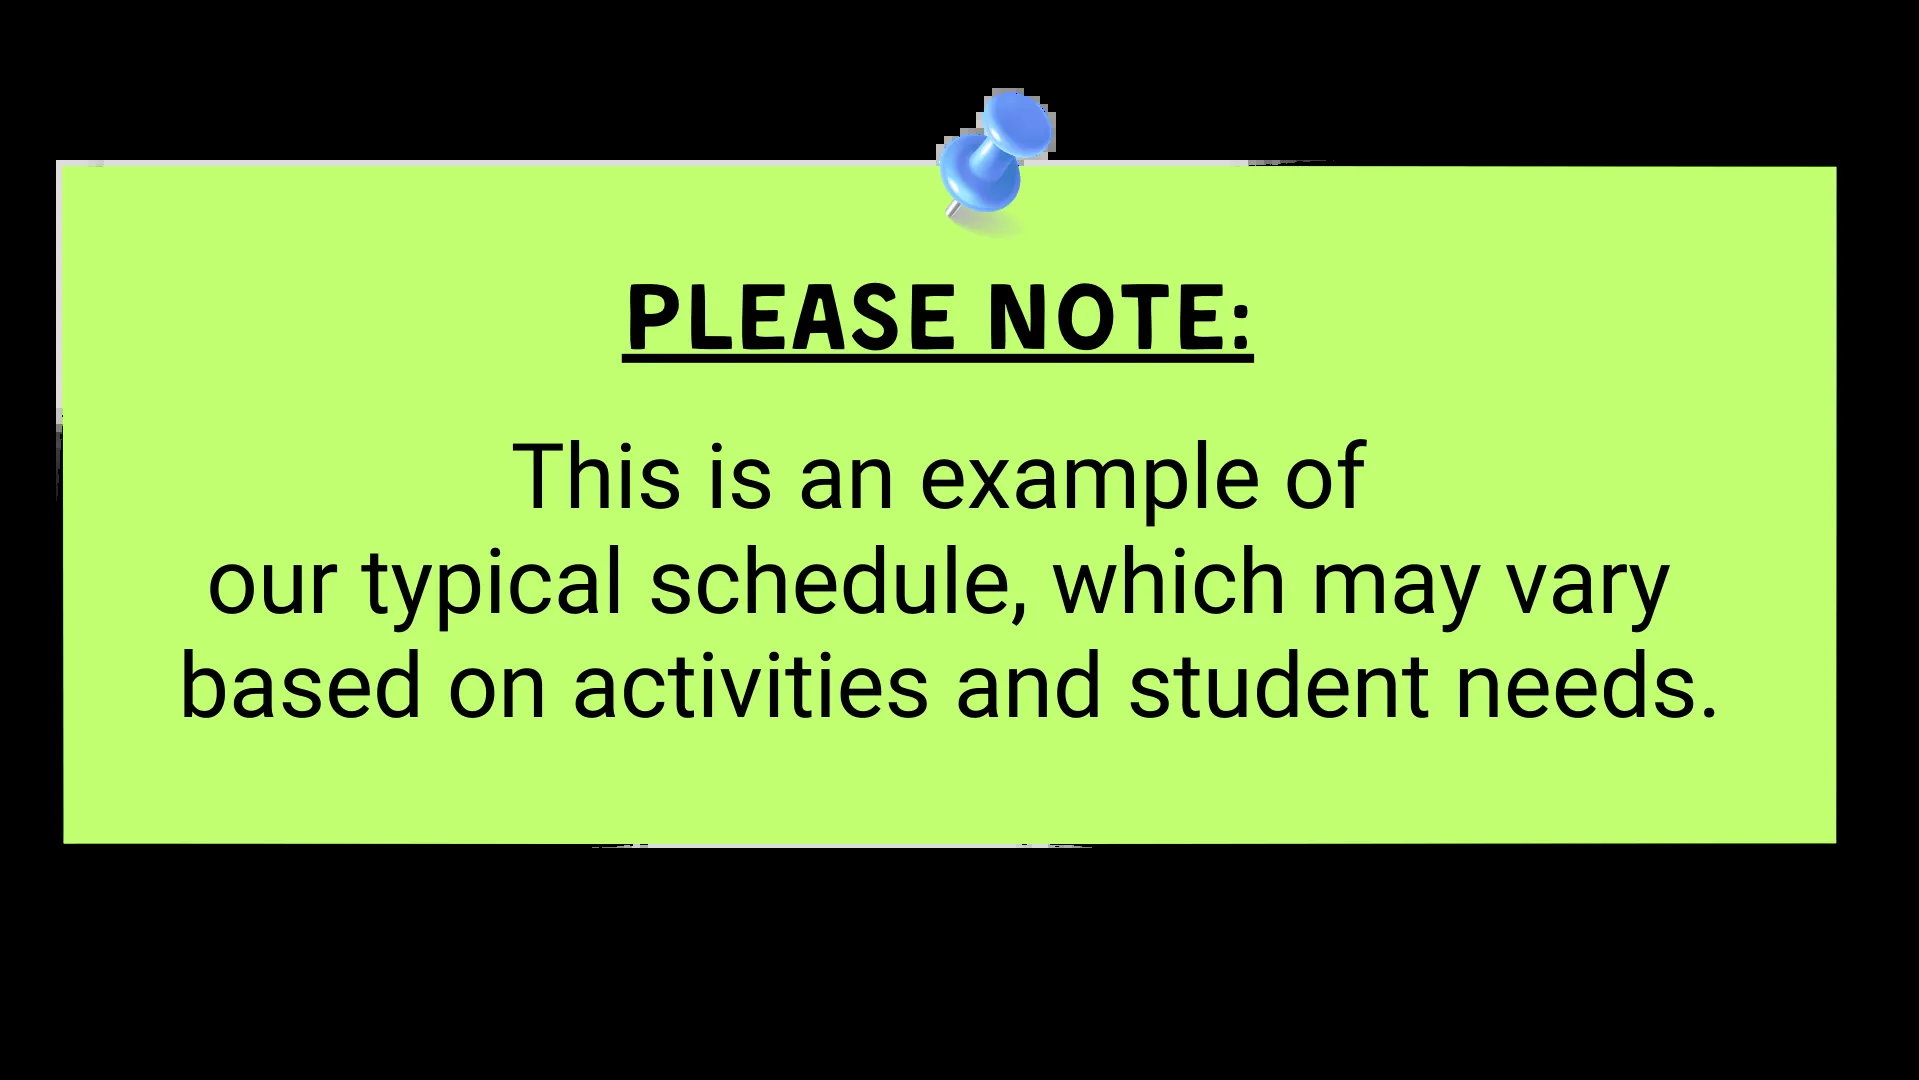 PLEASE NOTE:
This is an example of
our typical schedule, which may vary
based on activities and student needs.